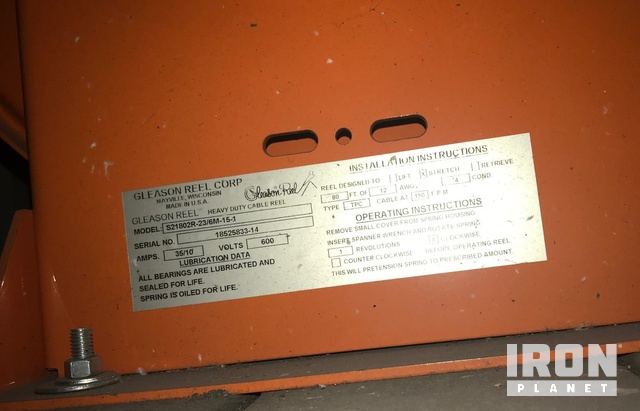 GLEASON REEL CORP
MAYVILLE, WISCONSIN
MADE IN U.S.A.
Gleason Reel
GLEASON REEL HEAVY DUTY CABLE REEL
MODEL S21802R-23/6M-15-1
SERIAL NO. 18525833-14
AMPS. 35/10 VOLTS 600
LUBRICATION DATA
ALL BEARINGS ARE LUBRICATED AND
SEALED FOR LIFE.
SPRING IS OILED FOR LIFE.
INSTALLATION INSTRUCTIONS
REEL DESIGNED TO LIFT X STRETCH RETRIEVE
80 FT. OF 12 AWG. 24 COND.
TYPE TPC CABLE AT F.P.M.
OPERATING INSTRUCTIONS
REMOVE SMALL COVER FROM SPRING HOUSING.
INSERT SPANNER WRENCH AND ROTATE SPRING
1 REVOLUTIONS X CLOCKWISE
COUNTER CLOCKWISE BEFORE OPERATING REEL.
THIS WILL PRETENSION SPRING TO PRESCRIBED AMOUNT.
IRON
PLANET